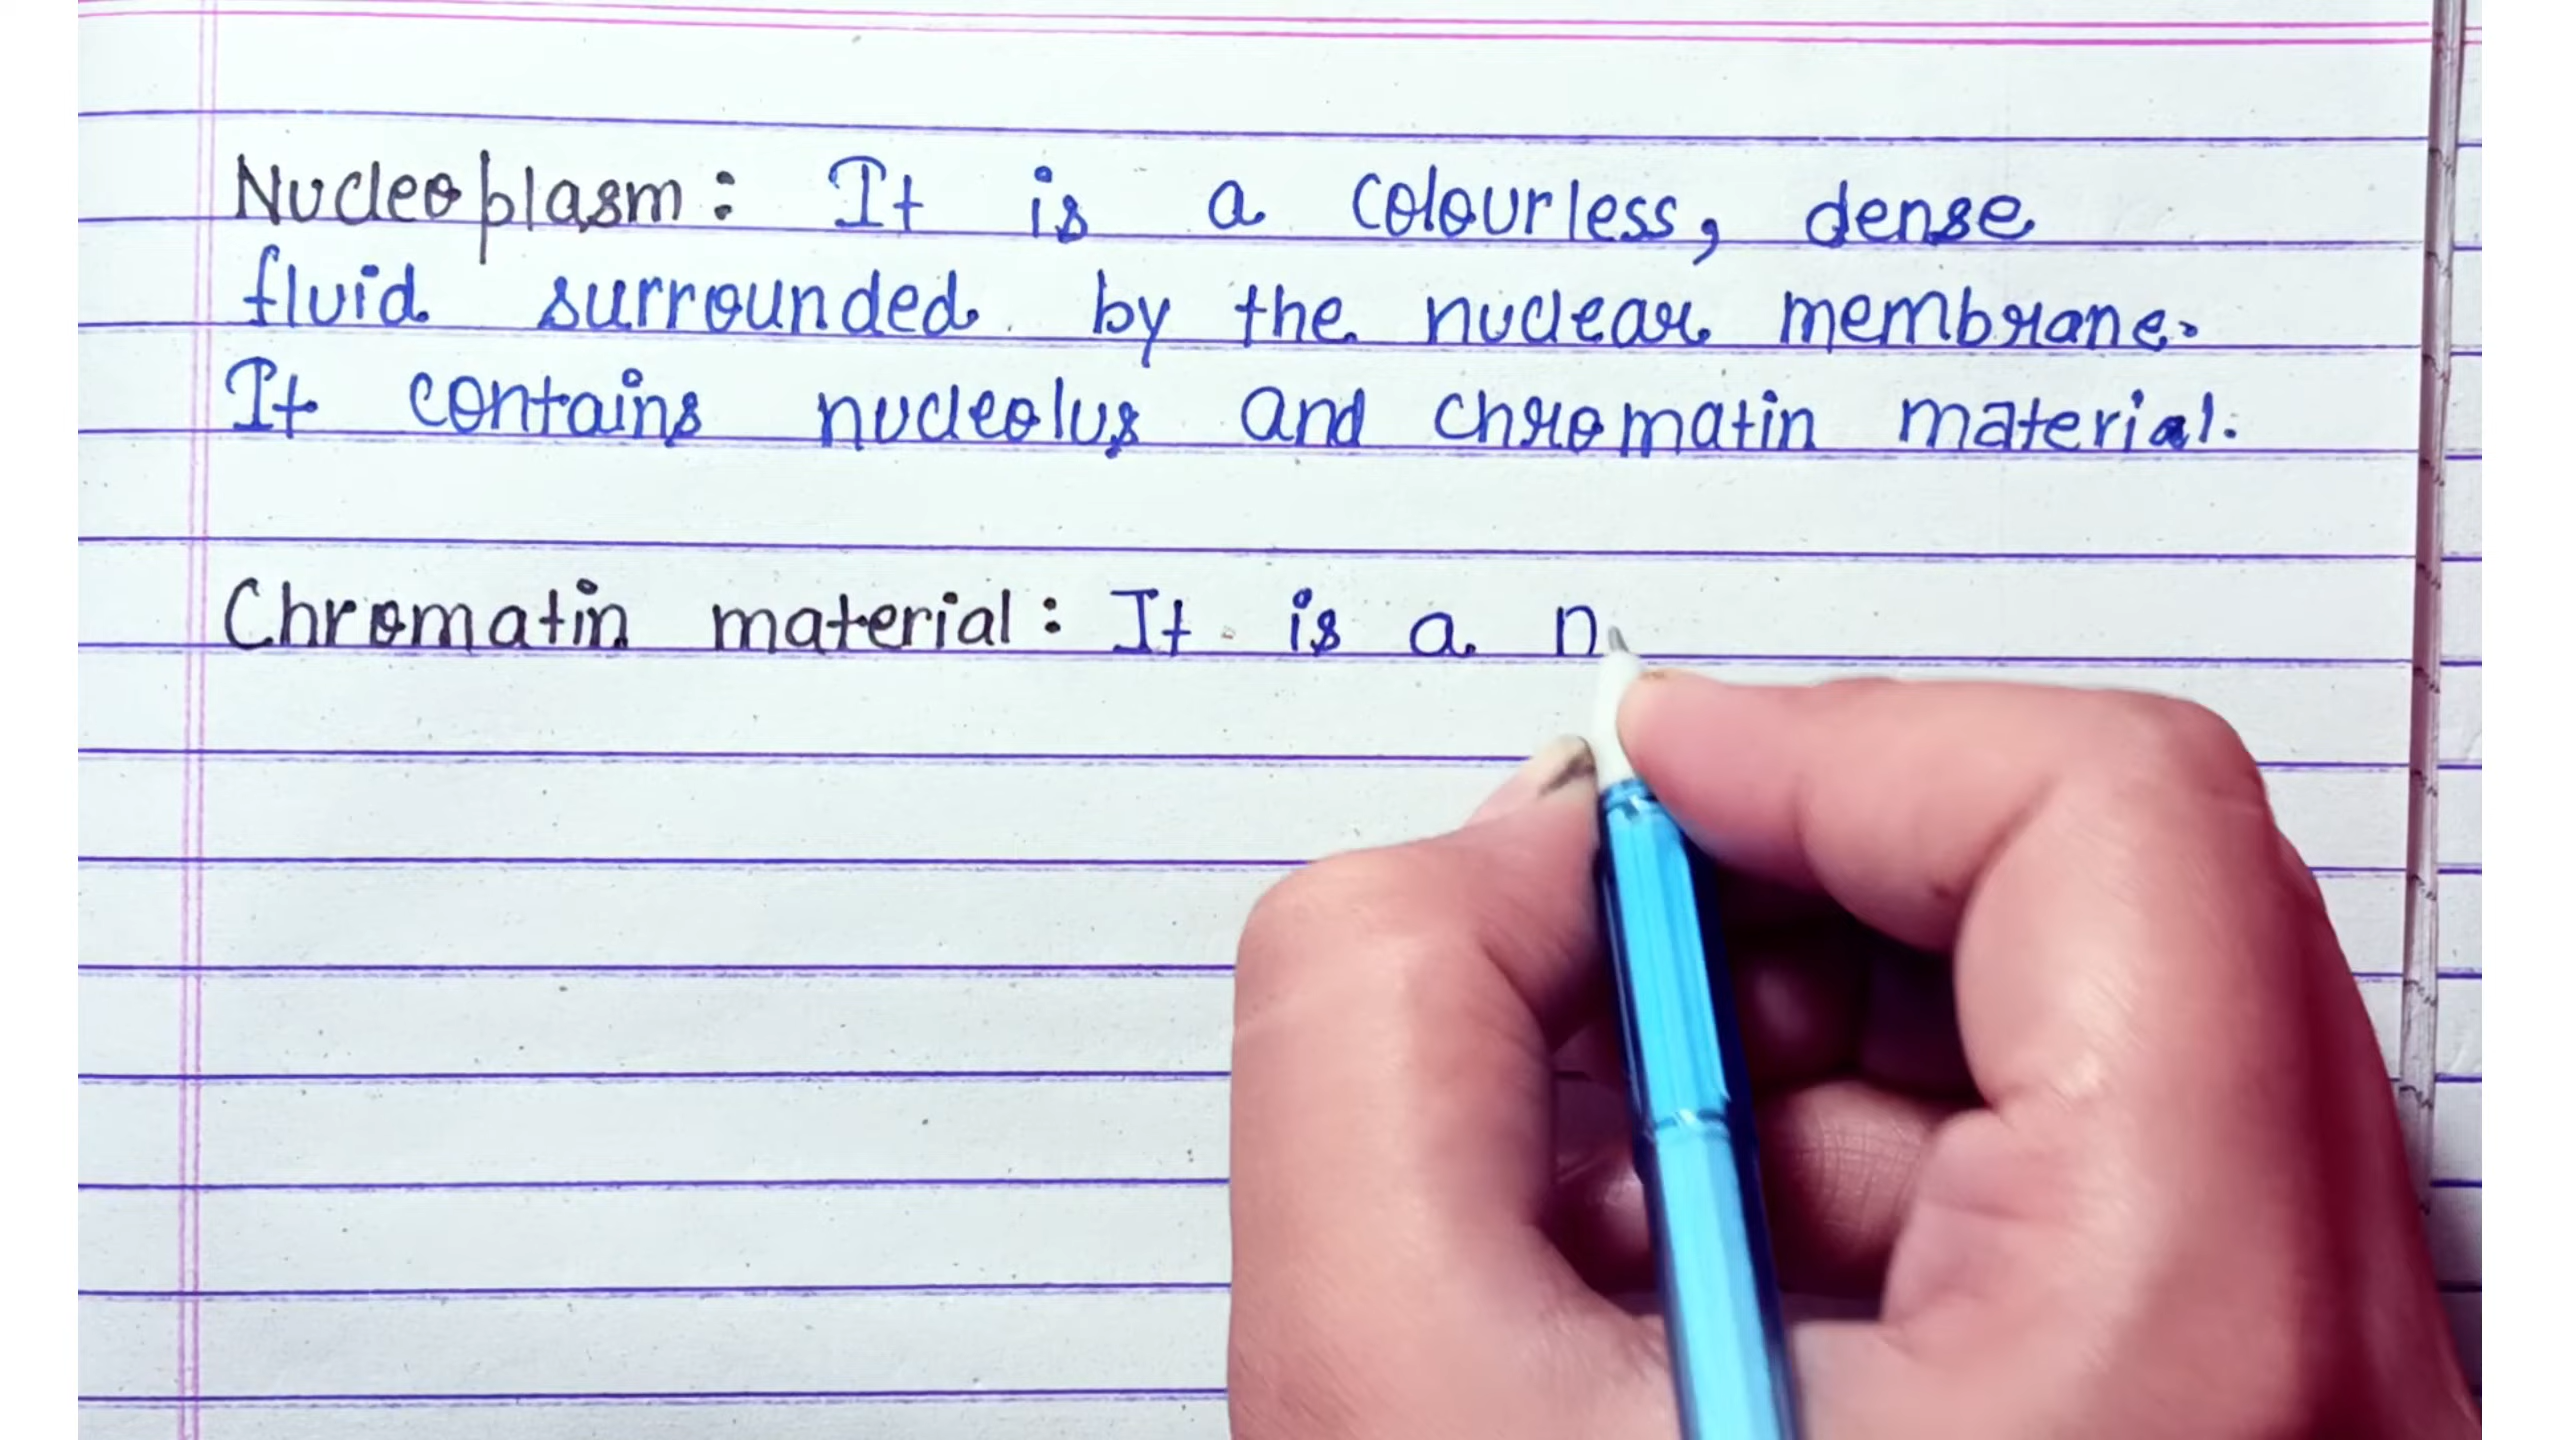 Nucleoplasm: It is a colourless, dense
fluid surrounded by the nuclear membrane.
It contains nucleolus and chromatin material.
Chromatin material: It is a n